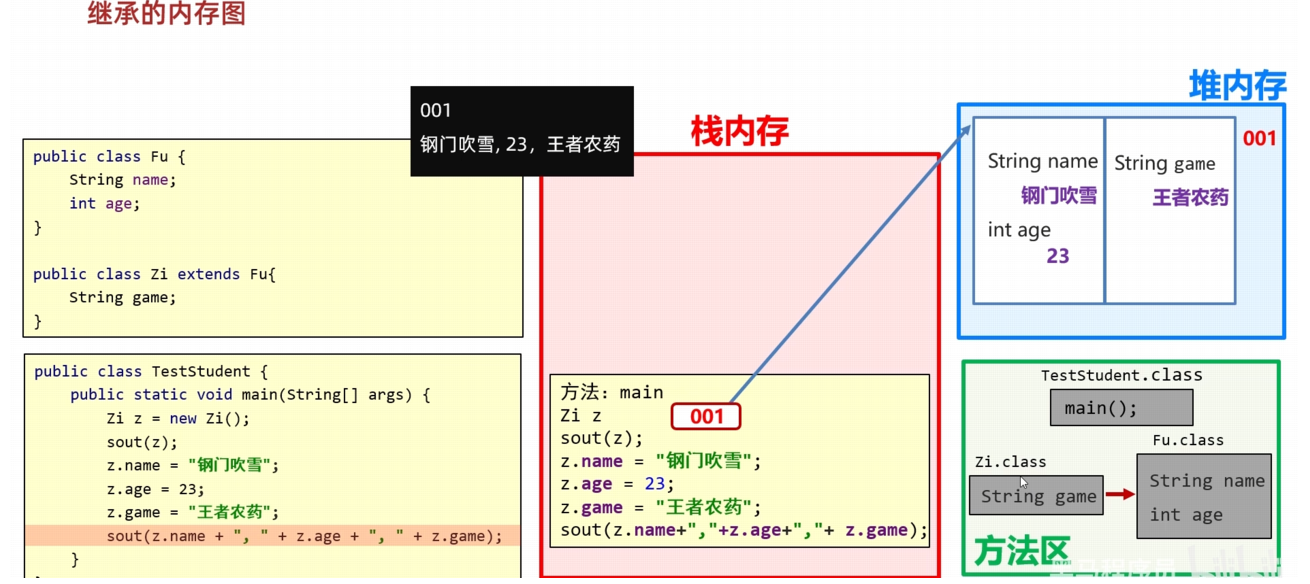 继承的内存图
001
钢门吹雪, 23, 王者农药
public class Fu {
String name;
int age;
}
public class Zi extends Fu{
String game;
}
public class TestStudent {
public static void main(String[] args) {
Zi z = new Zi();
sout(z);
z.name = "钢门吹雪";
z.age = 23;
z.game = "王者农药";
sout(z.name + ", " + z.age + ", " + z.game);
}
栈内存
方法：main
Zi z 001
sout(z);
z.name = "钢门吹雪";
z.age = 23;
z.game = "王者农药";
sout(z.name+","+z.age+","+ z.game);
堆内存
001
String name
钢门吹雪
int age
23
String game
王者农药
TestStudent.class
main();
Fu.class
String name
int age
Zi.class
String game
方法区